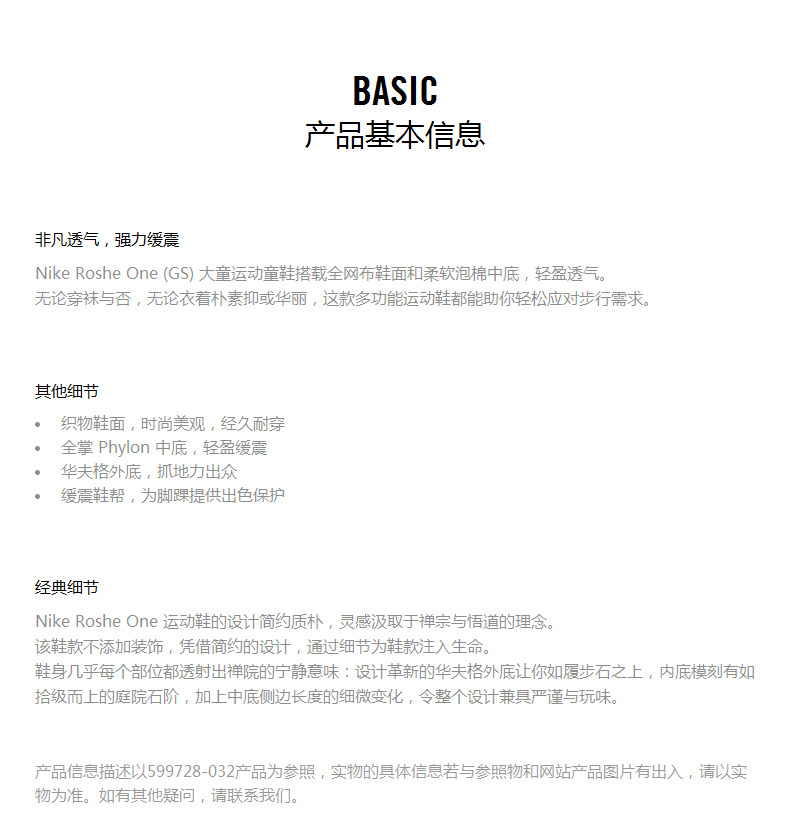 BASIC
产品基本信息
非凡透气，强力缓震
Nike Roshe One (GS) 大童运动童鞋搭载全网布鞋面和柔软泡棉中底，轻盈透气。
无论穿袜与否，无论衣着朴素抑或华丽，这款多功能运动鞋都能助你轻松应对步行需求。
其他细节
• 织物鞋面，时尚美观，经久耐穿
• 全掌 Phylon 中底，轻盈缓震
• 华夫格外底，抓地力出众
• 缓震鞋帮，为脚踝提供出色保护
经典细节
Nike Roshe One 运动鞋的设计简约质朴，灵感汲取于禅宗与悟道的理念。
该鞋款不添加装饰，凭借简约的设计，通过细节为鞋款注入生命。
鞋身几乎每个部位都透射出禅院的宁静意味：设计革新的华夫格外底让你如履步石之上，内底模刻有如
拾级而上的庭院石阶，加上中底侧边长度的细微变化，令整个设计兼具严谨与玩味。
产品信息描述以599728-032产品为参照，实物的具体信息若与参照物和网站产品图片有出入，请以实
物为准。如有其他疑问，请联系我们。